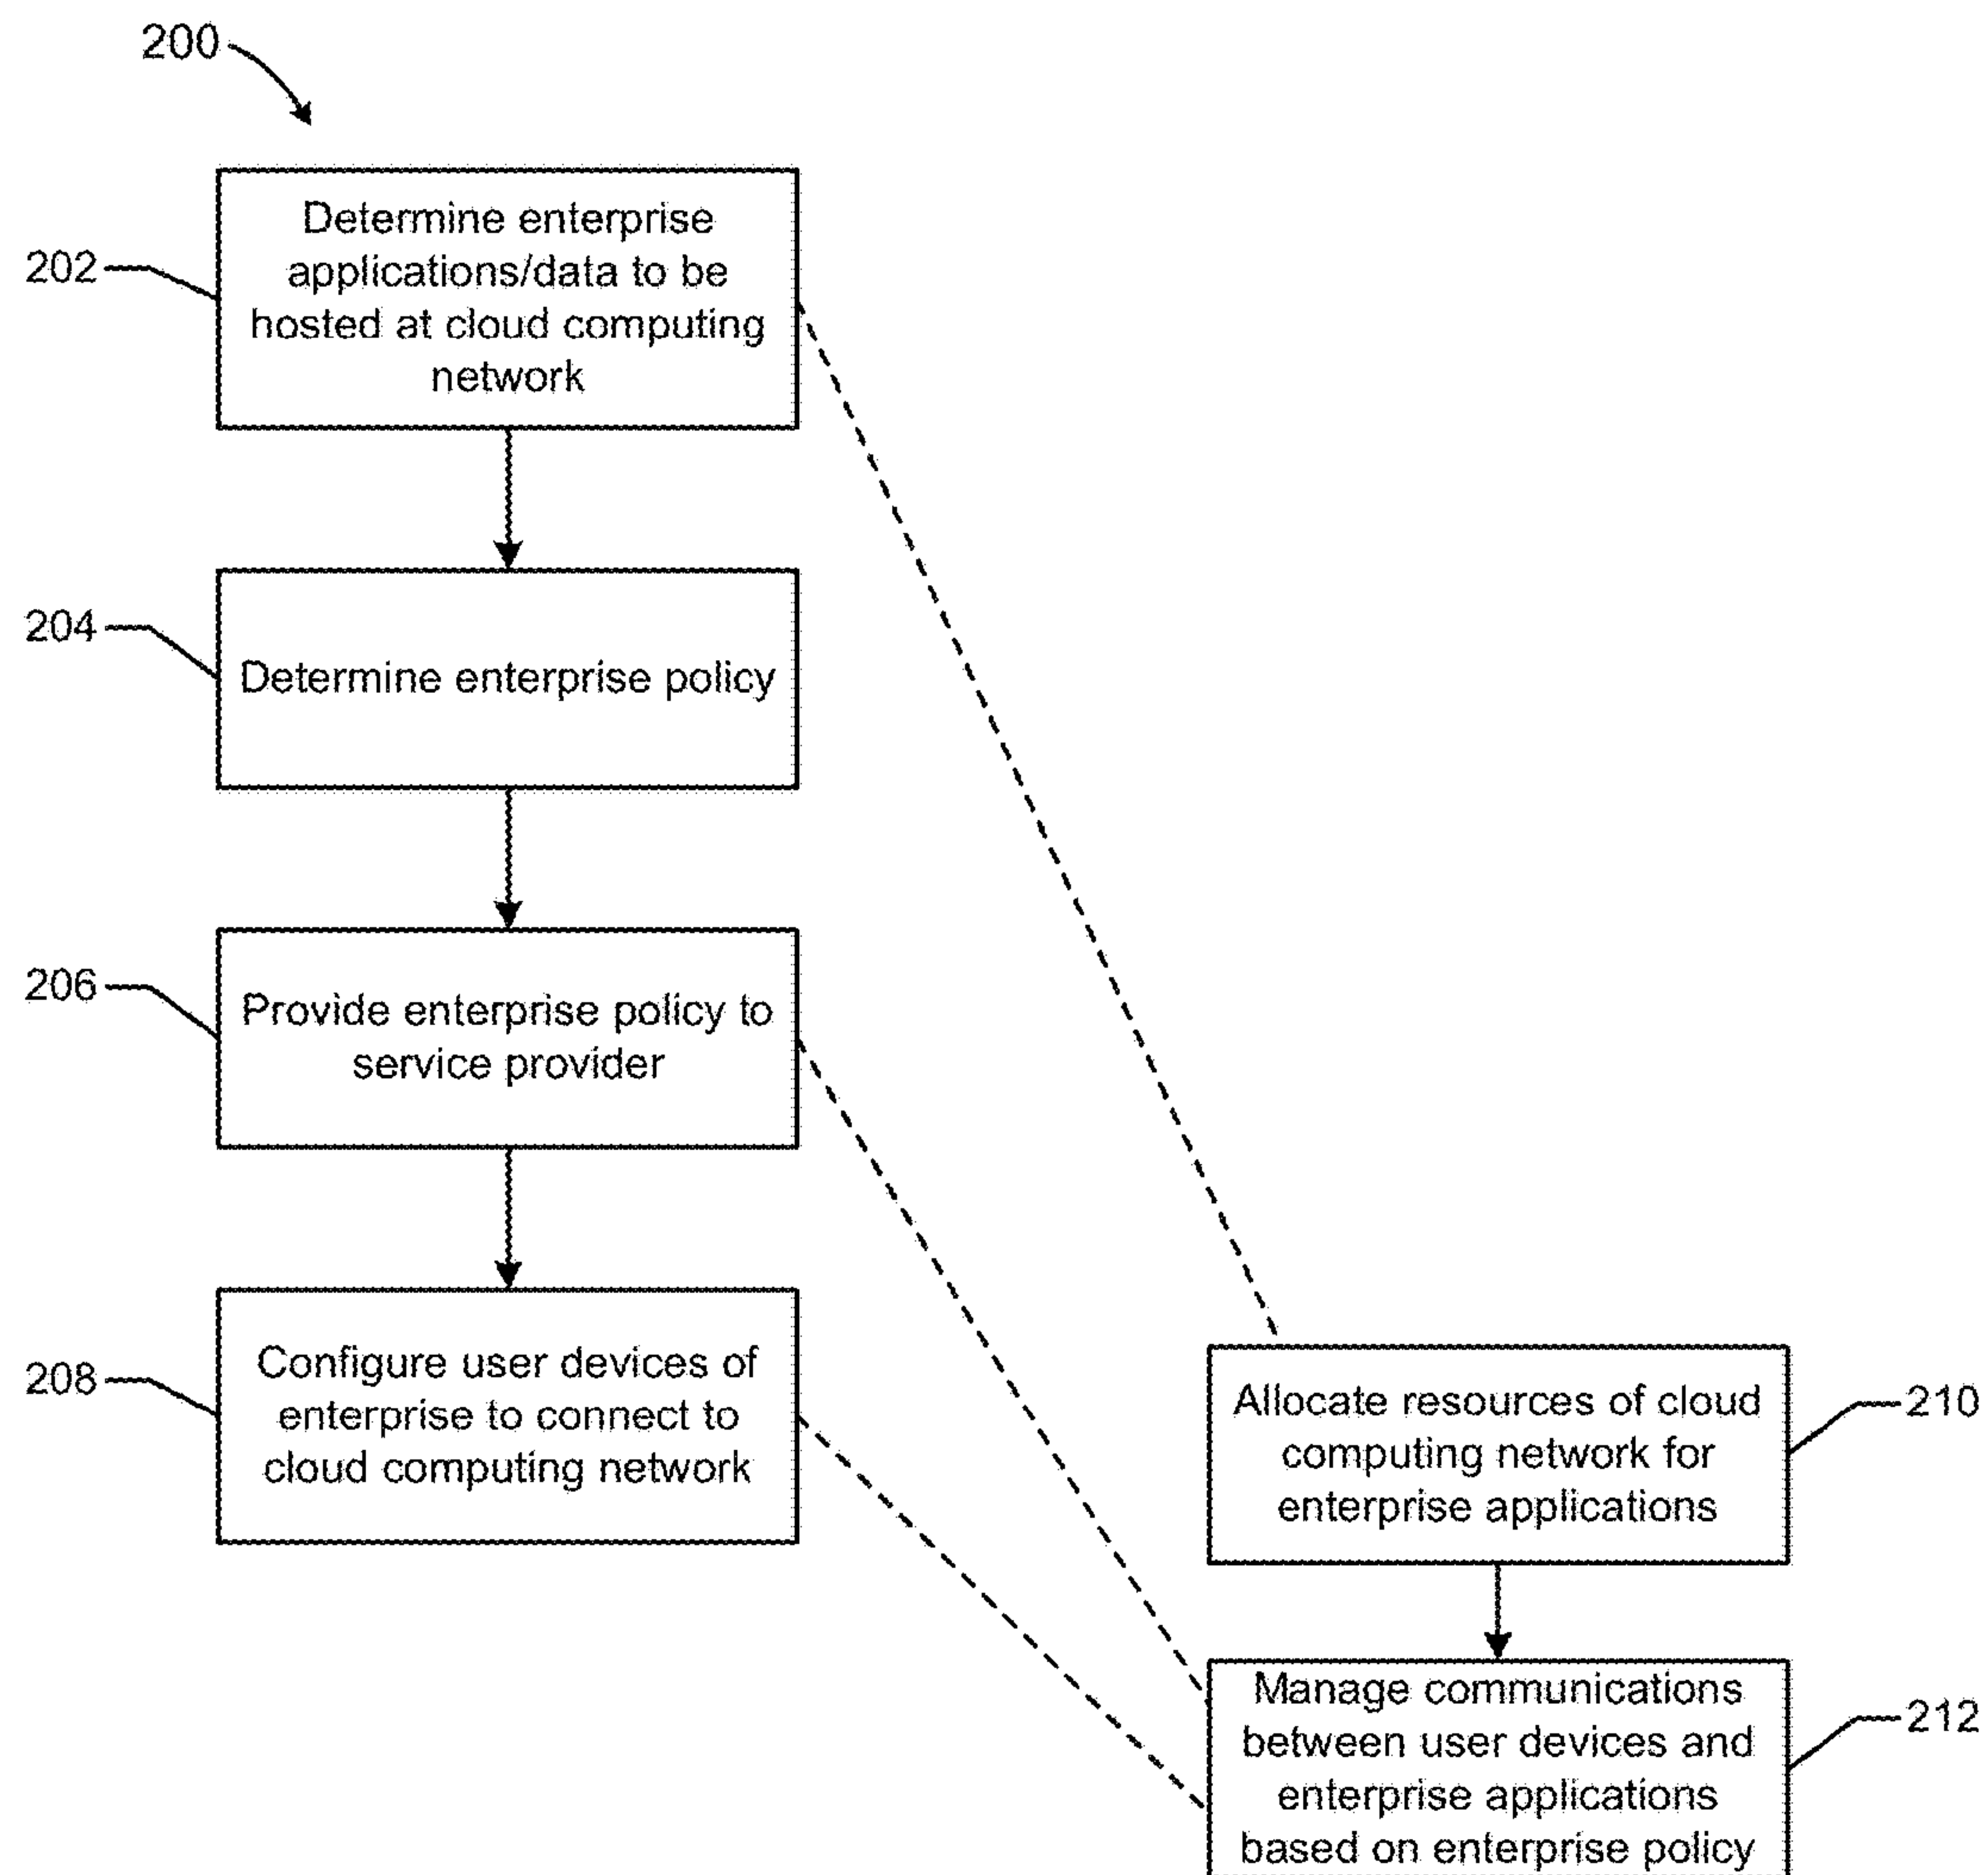 200
202
Determine enterprise
applications/data to be
hosted at cloud computing
network
204
Determine enterprise policy
206
Provide enterprise policy to
service provider
208
Configure user devices of
enterprise to connect to
cloud computing network
Allocate resources of cloud
computing network for
enterprise applications
210
Manage communications
between user devices and
enterprise applications
based on enterprise policy
212